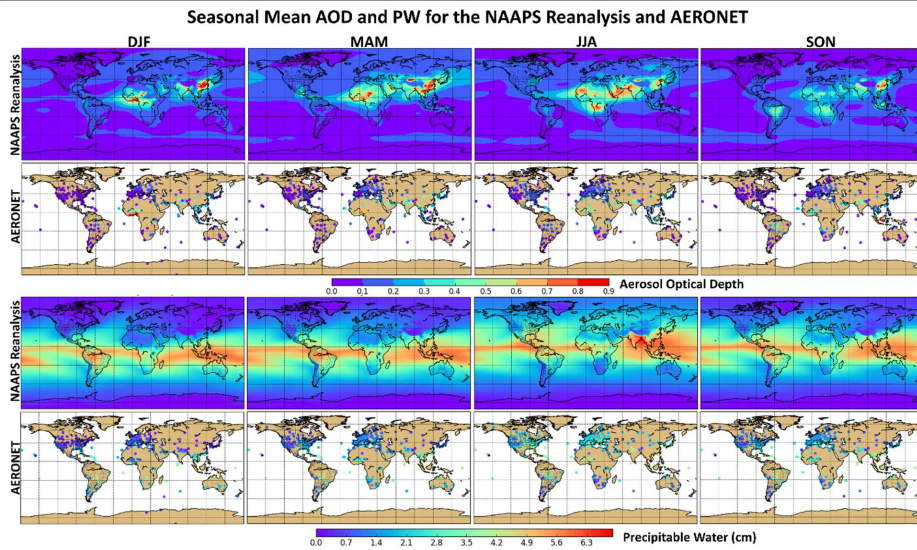 Seasonal Mean AOD and PW for the NAAPS Reanalysis and AERONET
DJF MAM JJA SON
NAAPS Reanalysis
AERONET
0.0 0.1 0.2 0.3 0.4 0.5 0.6 0.7 0.8 0.9
Aerosol Optical Depth
NAAPS Reanalysis
AERONET
0.0 0.7 1.4 2.1 2.8 3.5 4.2 4.9 5.6 6.3
Precipitable Water (cm)